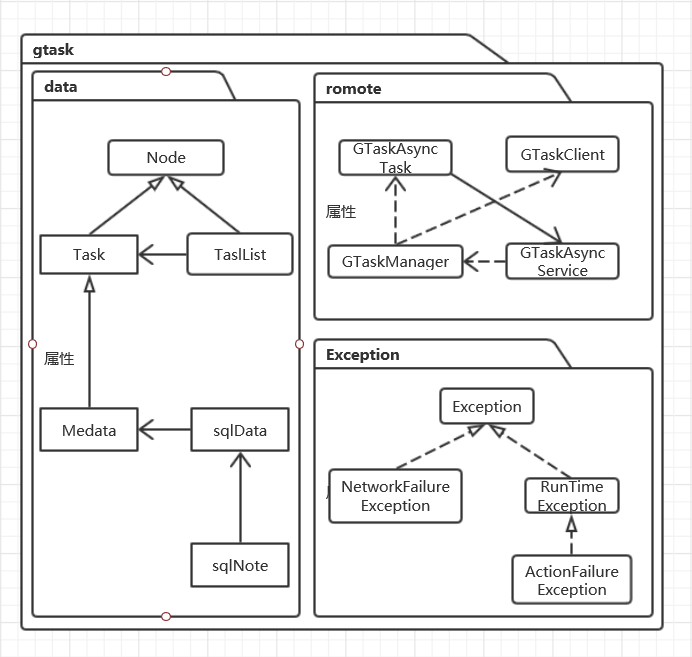 gtask
data
Node
Task
TaslList
属性
Medata
sqlData
sqlNote
romote
GTaskAsync
Task
GTaskClient
属性
GTaskManager
GTaskAsync
Service
Exception
Exception
NetworkFailure
Exception
RunTime
Exception
ActionFailure
Exception